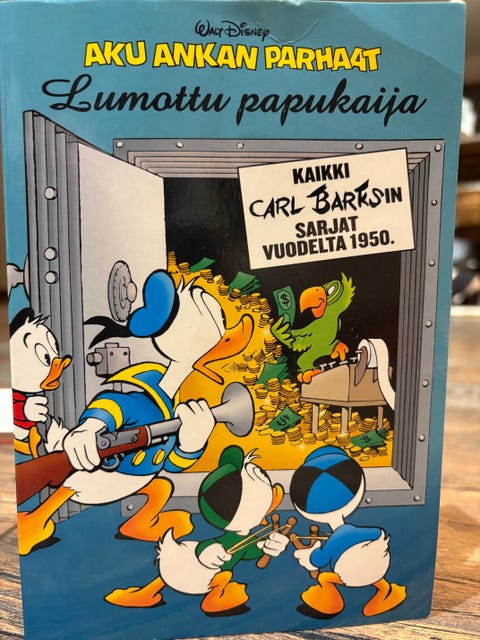 WALT DISNEY
AKU ANKAN PARHAAT
Lumottu papukaija
KAIKKI
CARL BARKSIN
SARJAT
VUODELTA 1950.
$
$